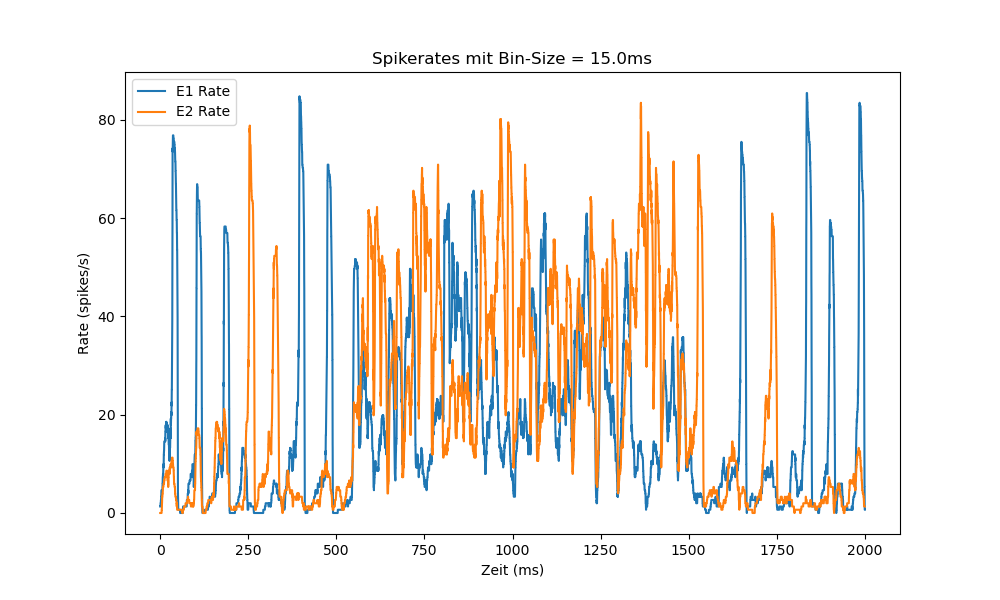 Spikerates mit Bin-Size = 15.0ms
E1 Rate
E2 Rate
Rate (spikes/s)
80
60
40
20
0
0 250 500 750 1000 1250 1500 1750 2000
Zeit (ms)